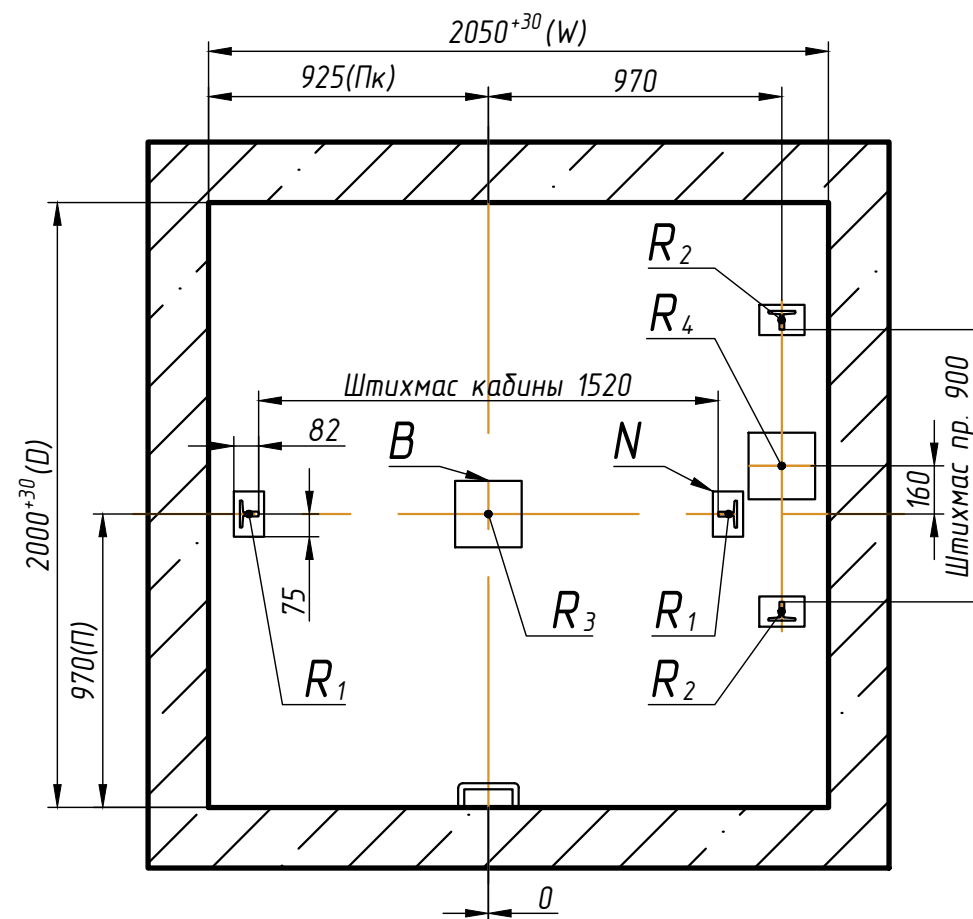 2050⁺³⁰(W)
925(Пк)
970
R₂
R₄
Штихмас кабины 1520
82
B
N
2000⁺³⁰(D)
160
Штихмас пр. 900
75
970(П)
R₃
R₁
R₁
R₂
0